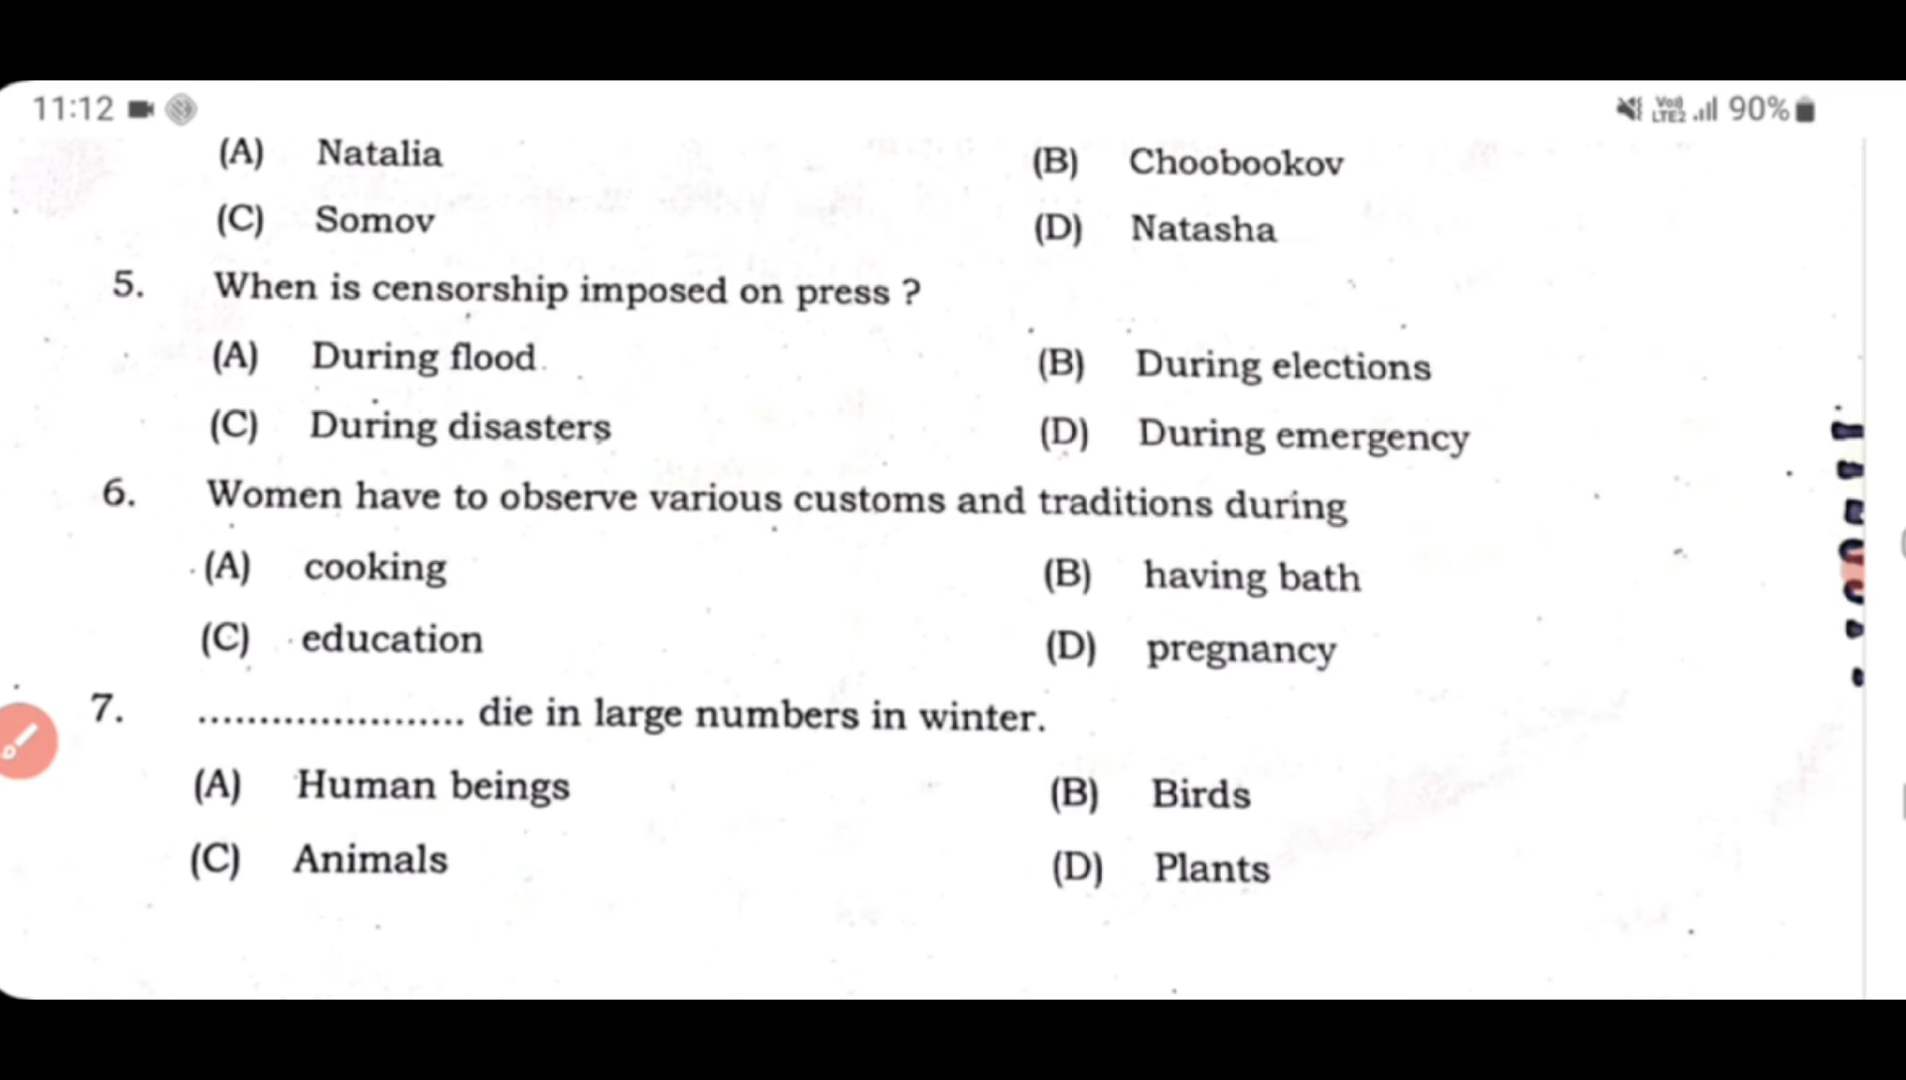 11:12 Vo)) LTE2 90%
(A) Natalia (B) Choobookov
(C) Somov (D) Natasha
5. When is censorship imposed on press ?
(A) During flood (B) During elections
(C) During disasters (D) During emergency
6. Women have to observe various customs and traditions during
(A) cooking (B) having bath
(C) education (D) pregnancy
7. ...................... die in large numbers in winter.
(A) Human beings (B) Birds
(C) Animals (D) Plants